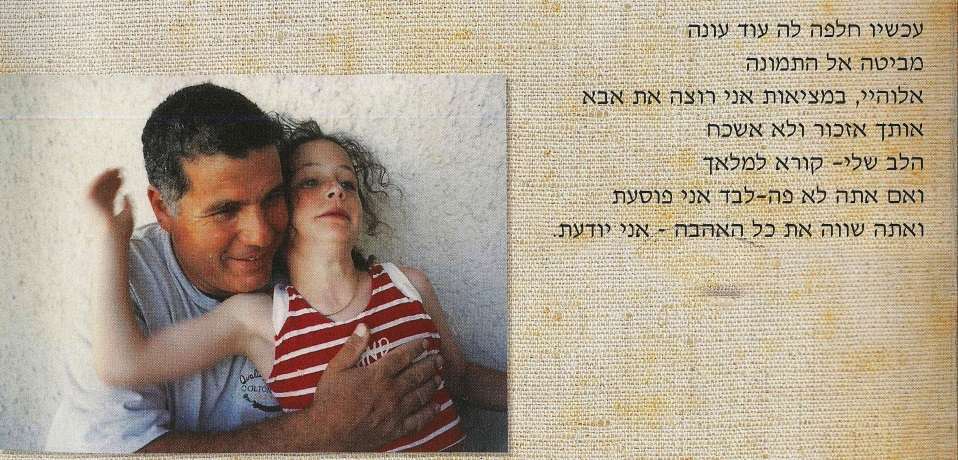 עכשיו חלפה לה עוד עונה
מביטה אל התמונה
אלוהיי, במציאות אני רוצה את אבא
אותך אזכור ולא אשכח
הלב שלי- קורא למלאך
ואם אתה לא פה-לבד אני פוסעת
ואתה שווה את כל האהבה - אני יודעת.